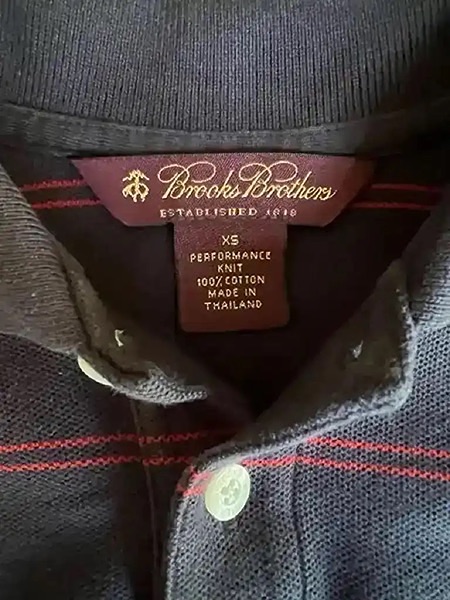 Brooks Brothers
ESTABLISHED 1818
XS
PERFORMANCE
KNIT
100% COTTON
MADE IN
THAILAND